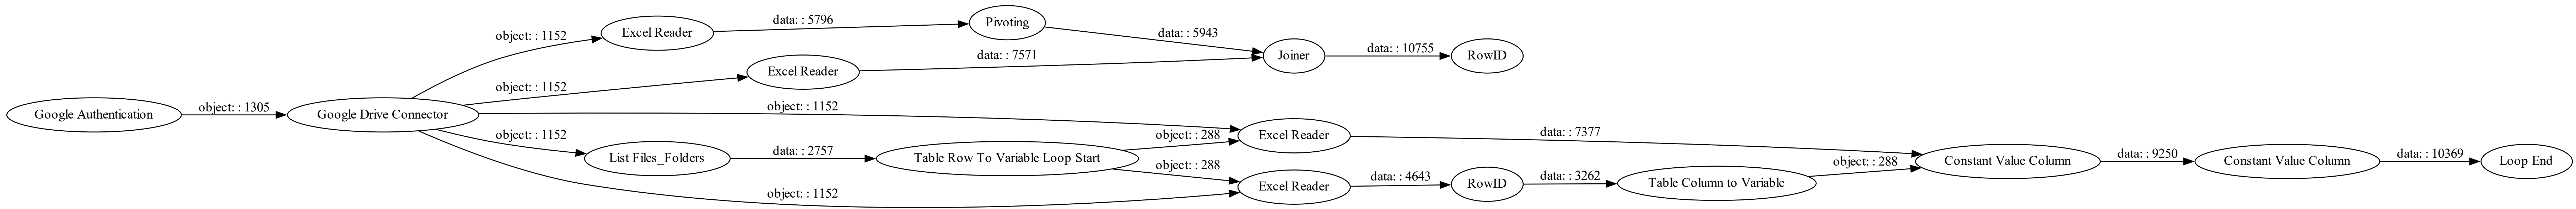 Google Authentication
object: : 1305
Google Drive Connector
object: : 1152
Excel Reader
data: : 5796
Pivoting
data: : 5943
object: : 1152
Excel Reader
data: : 7571
Joiner
data: : 10755
RowID
object: : 1152
Excel Reader
data: : 7377
object: : 1152
List Files_Folders
data: : 2757
Table Row To Variable Loop Start
object: : 288
object: : 288
object: : 1152
Excel Reader
data: : 4643
RowID
data: : 3262
Table Column to Variable
object: : 288
Constant Value Column
data: : 9250
Constant Value Column
data: : 10369
Loop End